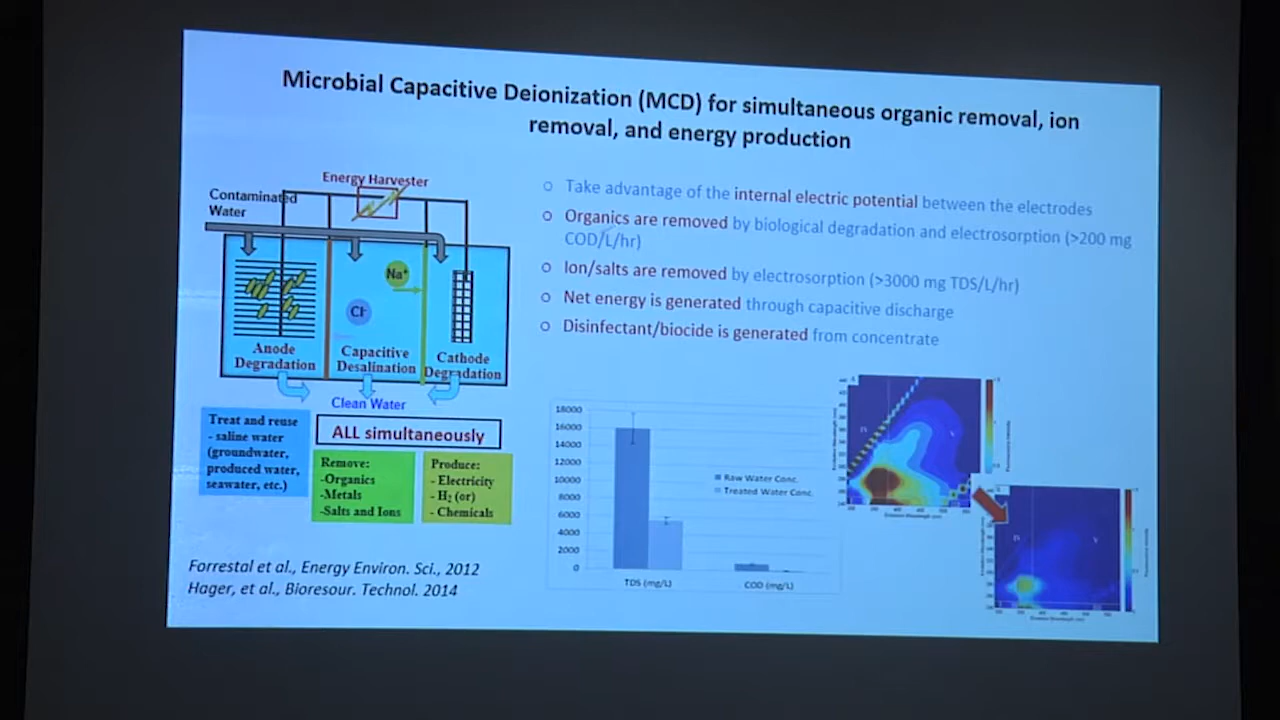 Microbial Capacitive Deionization (MCD) for simultaneous organic removal, ion
removal, and energy production
Energy Harvester
Contaminated
Water
Na⁺
Cl⁻
Anode
Degradation
Capacitive
Desalination
Cathode
Degradation
Clean Water
Treat and reuse
- saline water
(groundwater,
produced water,
seawater, etc.)
ALL simultaneously
Remove:
-Organics
-Metals
-Salts and Ions
Produce:
- Electricity
- H₂ (or)
- Chemicals
Forrestal et al., Energy Environ. Sci., 2012
Hager, et al., Bioresour. Technol. 2014
o Take advantage of the internal electric potential between the electrodes
o Organics are removed by biological degradation and electrosorption (>200 mg
COD/L/hr)
o Ion/salts are removed by electrosorption (>3000 mg TDS/L/hr)
o Net energy is generated through capacitive discharge
o Disinfectant/biocide is generated from concentrate
18000
16000
14000
12000
10000
8000
6000
4000
2000
0
TDS (mg/L)
COD (mg/L)
Raw Water Conc.
Treated Water Conc.